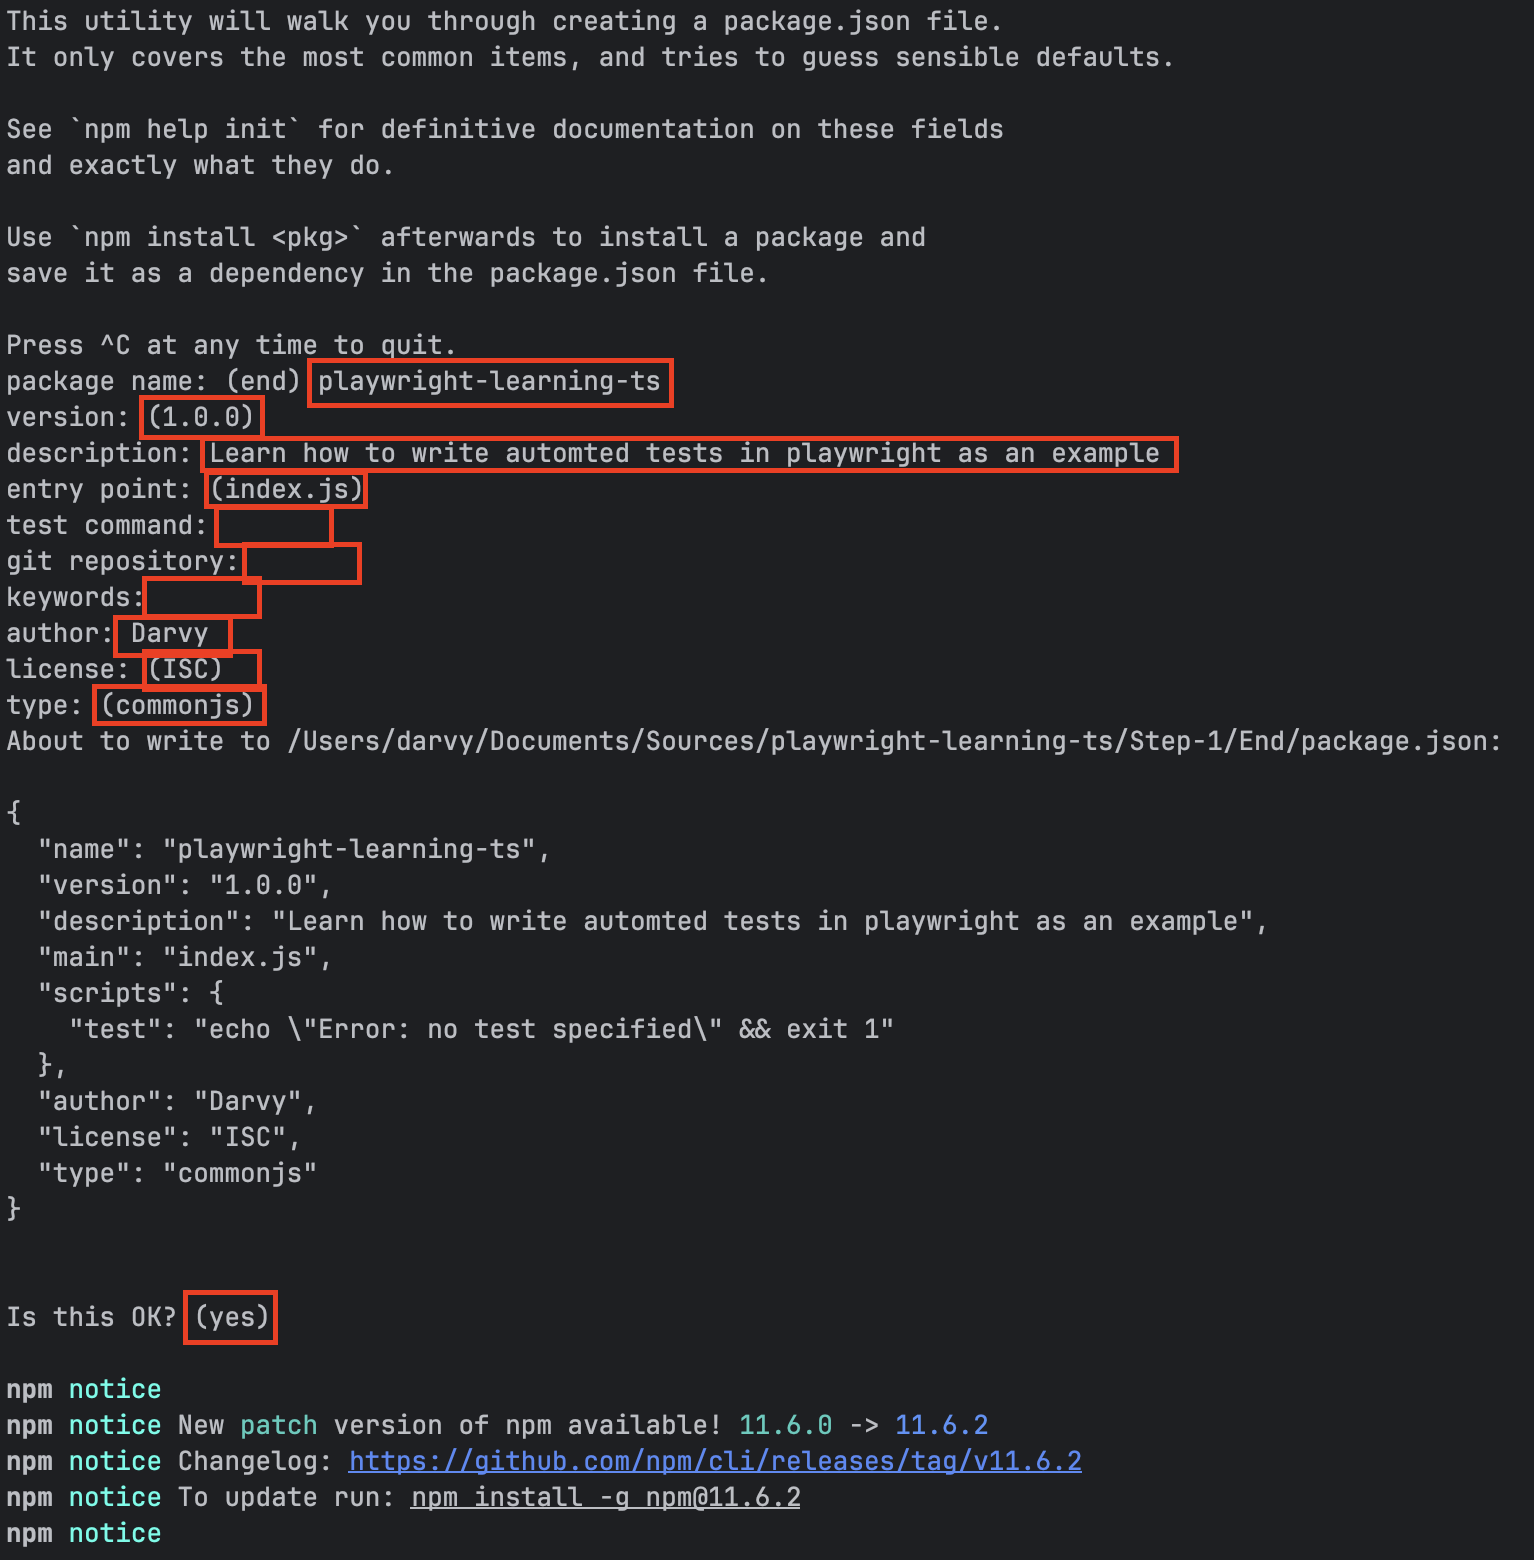 This utility will walk you through creating a package.json file.
It only covers the most common items, and tries to guess sensible defaults.
See `npm help init` for definitive documentation on these fields
and exactly what they do.
Use `npm install <pkg>` afterwards to install a package and
save it as a dependency in the package.json file.
Press ^C at any time to quit.
package name: (end) playwright-learning-ts
version: (1.0.0)
description: Learn how to write automted tests in playwright as an example
entry point: (index.js)
test command:
git repository:
keywords:
author: Darvy
license: (ISC)
type: (commonjs)
About to write to /Users/darvy/Documents/Sources/playwright-learning-ts/Step-1/End/package.json:
{
  "name": "playwright-learning-ts",
  "version": "1.0.0",
  "description": "Learn how to write automted tests in playwright as an example",
  "main": "index.js",
  "scripts": {
    "test": "echo \"Error: no test specified\" && exit 1"
  },
  "author": "Darvy",
  "license": "ISC",
  "type": "commonjs"
}
Is this OK? (yes)
npm notice
npm notice New patch version of npm available! 11.6.0 -> 11.6.2
npm notice Changelog: https://github.com/npm/cli/releases/tag/v11.6.2
npm notice To update run: npm install -g npm@11.6.2
npm notice